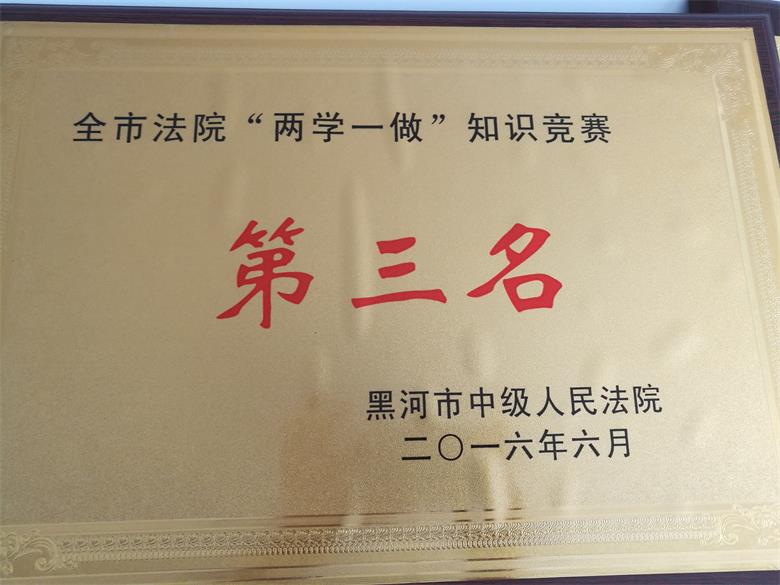 全市法院“两学一做”知识竞赛
第三名
黑河市中级人民法院
二〇一六年六月